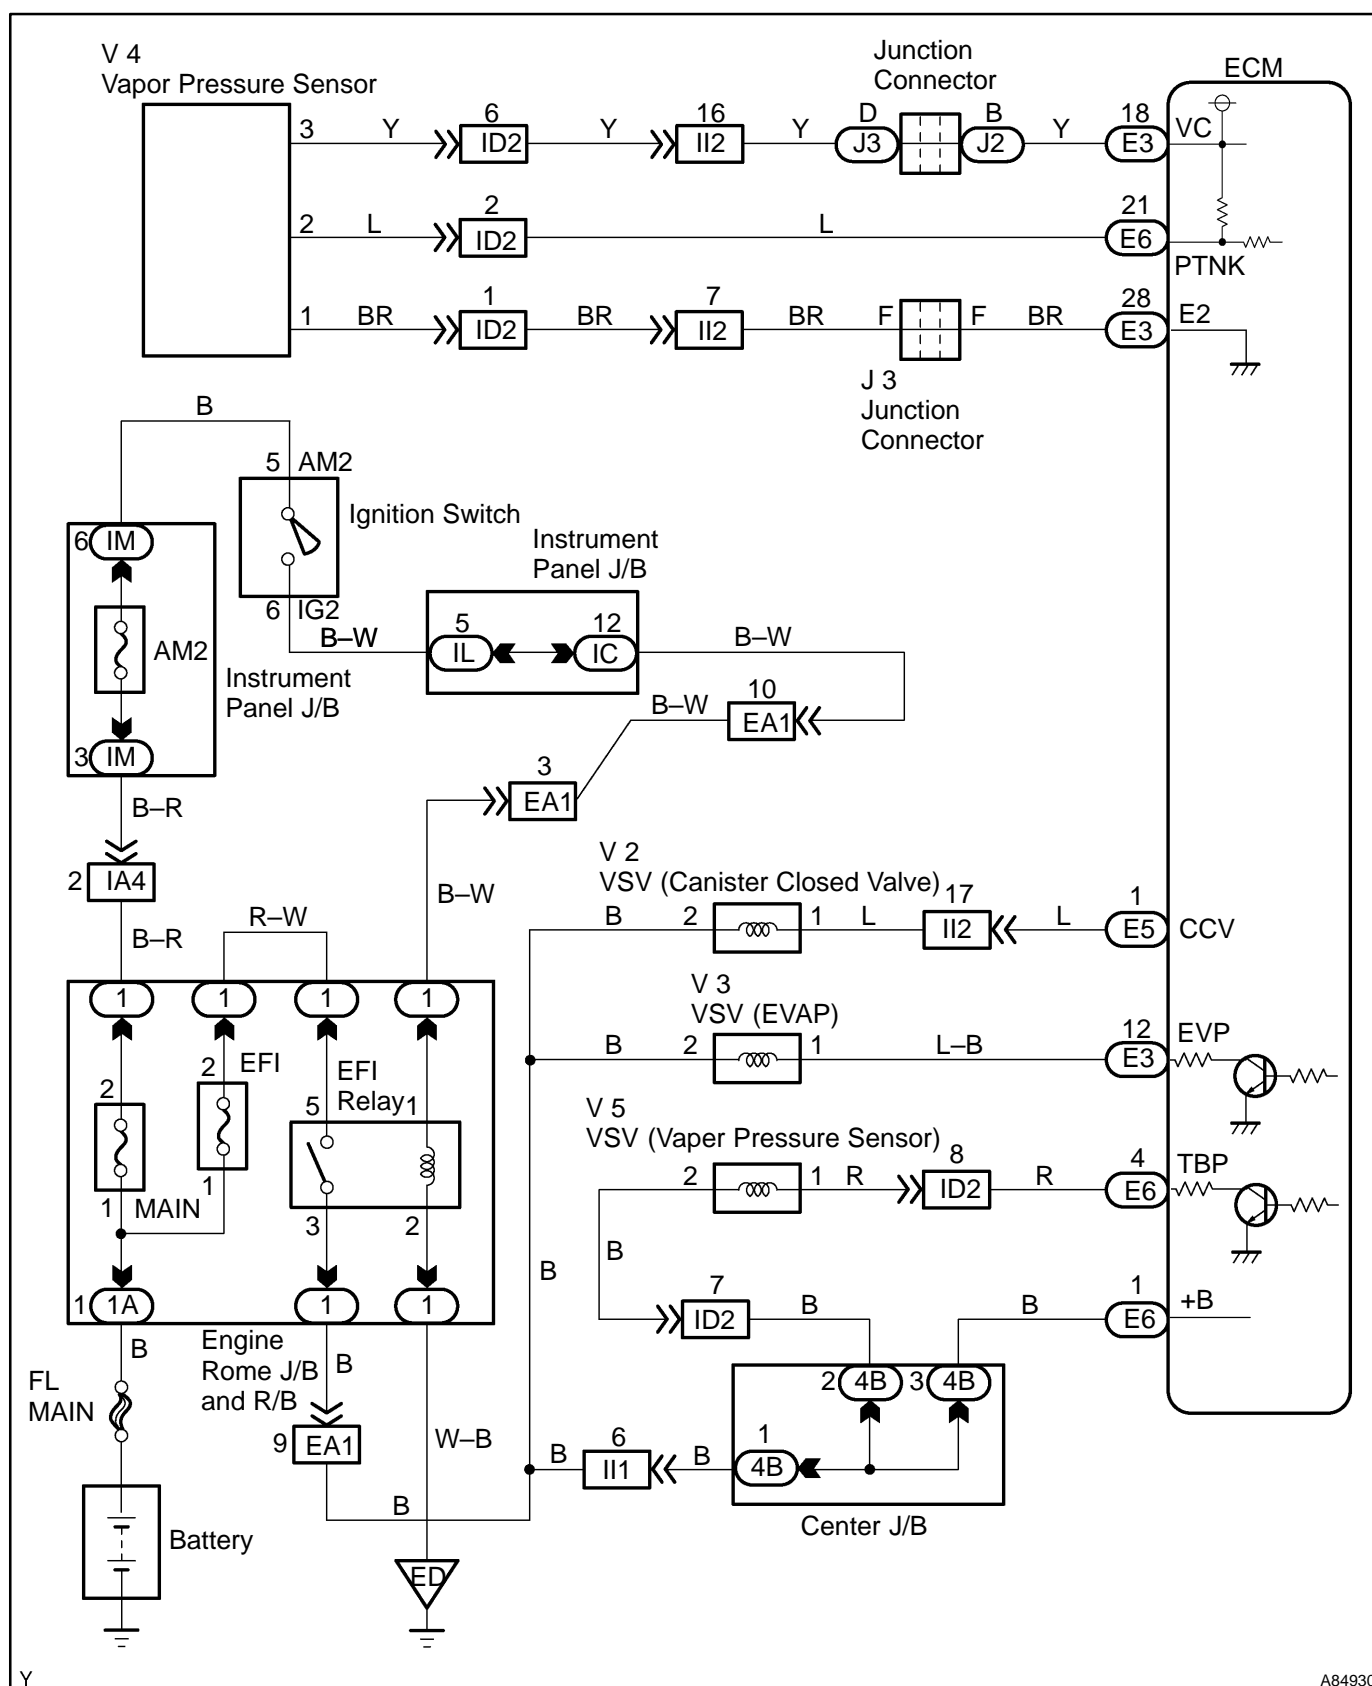 V 4
Vapor Pressure Sensor
Junction
Connector
ECM
3 Y 6 ID2 Y 16 II2 Y D J3 B J2 Y 18 E3 VC
2 L 2 ID2 L 21 E6 PTNK
1 BR 1 ID2 BR 7 II2 BR F F BR 28 E3 E2
J 3
Junction
Connector
B
5 AM2
Ignition Switch
6 IM
Instrument
Panel J/B
6 IG2
B–W 5 IL 12 IC B–W
AM2
Instrument
Panel J/B
B–W 10 EA1
3 IM
3 EA1
B–R
V 2
VSV (Canister Closed Valve)
2 IA4
B–W
B 2 1 L 17 II2 L 1 E5 CCV
R–W
B–R
V 3
VSV (EVAP)
1 1 1 1
B 2 1 L–B 12 E3 EVP
2 EFI
EFI
Relay
2 5 1
V 5
VSV (Vaper Pressure Sensor)
2 1 R 8 ID2 R 4 E6 TBP
1 MAIN 1
3 2
B
B
7 ID2 B
B 1 E6 +B
1 1A 1 1
B
Engine
Rome J/B
and R/B
B
FL
MAIN
2 4B 3 4B
9 EA1
W–B
B 6 II1 B 1 4B
B
Center J/B
Battery
ED
Y
A84930